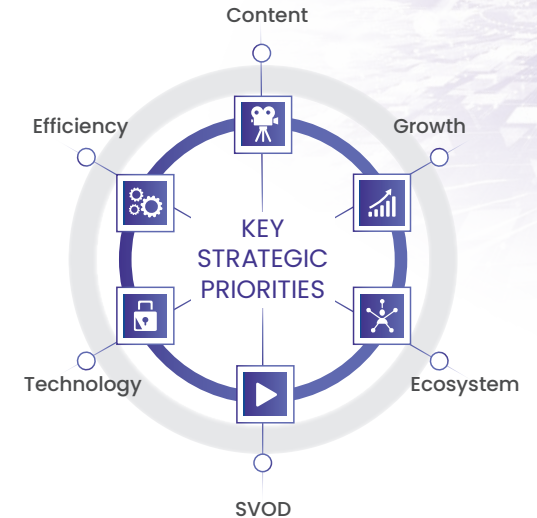 Content
Efficiency
Growth
KEY
STRATEGIC
PRIORITIES
Technology
Ecosystem
SVOD